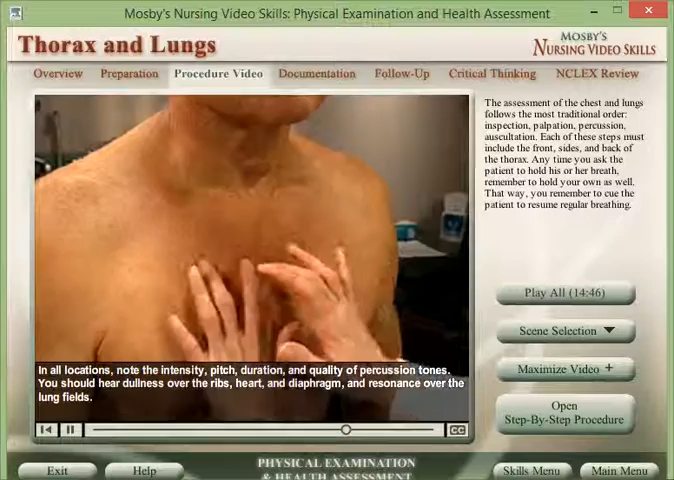 Mosby's Nursing Video Skills: Physical Examination and Health Assessment
Thorax and Lungs
MOSBY'S
NURSING VIDEO SKILLS
Overview
Preparation
Procedure Video
Documentation
Follow-Up
Critical Thinking
NCLEX Review
The assessment of the chest and lungs
follows the most traditional order:
inspection, palpation, percussion,
auscultation. Each of these steps must
include the front, sides, and back of
the thorax. Any time you ask the
patient to hold his or her breath,
remember to hold your own as well.
That way, you remember to cue the
patient to resume regular breathing.
Play All (14:46)
Scene Selection
Maximize Video +
Open
Step-By-Step Procedure
In all locations, note the intensity, pitch, duration, and quality of percussion tones.
You should hear dullness over the ribs, heart, and diaphragm, and resonance over the
lung fields.
CC
Exit
Help
PHYSICAL EXAMINATION
& HEALTH ASSESSMENT
Skills Menu
Main Menu